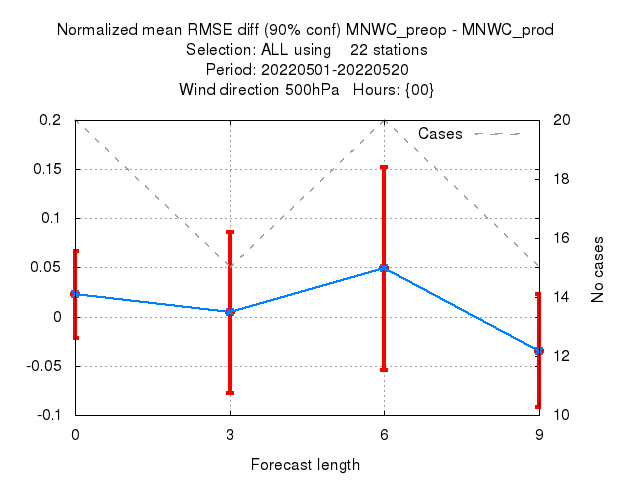 Normalized mean RMSE diff (90% conf) MNWC_preop - MNWC_prod
Selection: ALL using    22 stations
Period: 20220501-20220520
Wind direction 500hPa   Hours: {00}
Cases
0.2
0.15
0.1
0.05
0
-0.05
-0.1
20
18
16
14
12
10
No cases
0 3 6 9
Forecast length